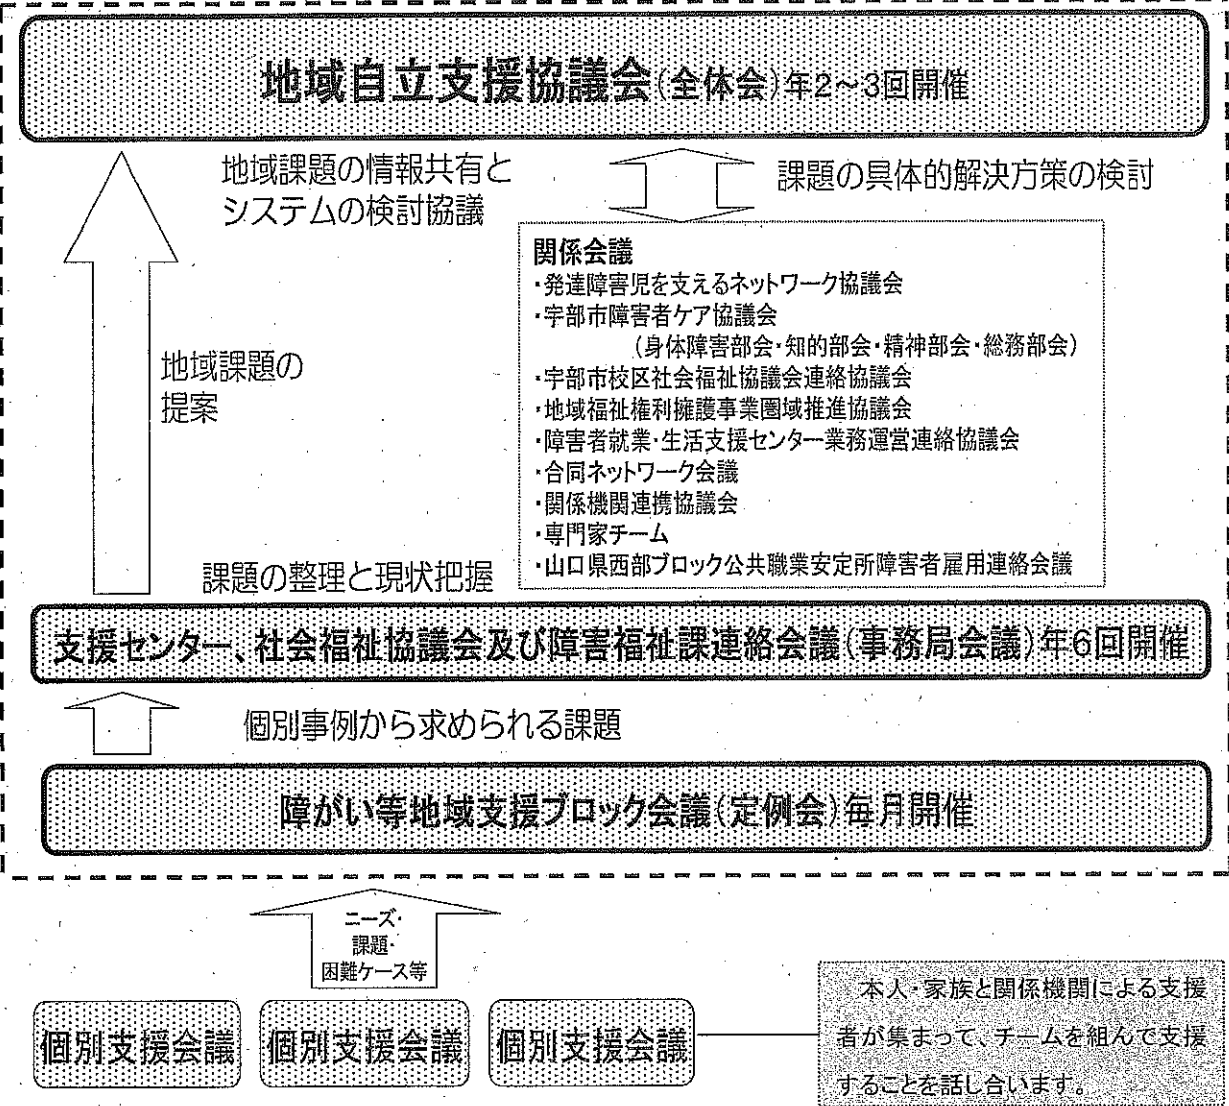 地域自立支援協議会(全体会)年2～3回開催
地域課題の情報共有と
システムの検討協議
課題の具体的解決方策の検討
関係会議
・発達障害児を支えるネットワーク協議会
・宇部市障害者ケア協議会
(身体障害部会・知的部会・精神部会・総務部会)
・宇部市校区社会福祉協議会連絡協議会
・地域福祉権利擁護事業圏域推進協議会
・障害者就業・生活支援センター業務運営連絡協議会
・合同ネットワーク会議
・関係機関連携協議会
・専門家チーム
・山口県西部ブロック公共職業安定所障害者雇用連絡会議
地域課題の
提案
課題の整理と現状把握
支援センター、社会福祉協議会及び障害福祉課連絡会議(事務局会議)年6回開催
個別事例から求められる課題
障がい等地域支援ブロック会議(定例会)毎月開催
ニーズ・
課題・
困難ケース等
個別支援会議
個別支援会議
個別支援会議
本人・家族と関係機関による支援
者が集まって、チームを組んで支援
することを話し合います。